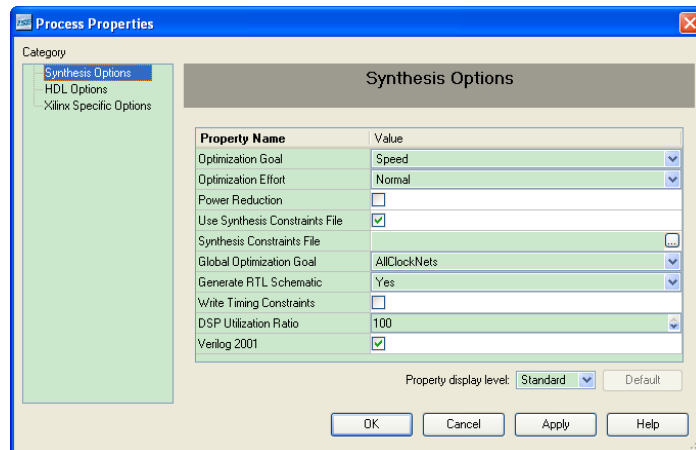 Process Properties
Category
Synthesis Options
HDL Options
Xilinx Specific Options
Synthesis Options
Property Name Value
Optimization Goal Speed
Optimization Effort Normal
Power Reduction
Use Synthesis Constraints File
Synthesis Constraints File ...
Global Optimization Goal AllClockNets
Generate RTL Schematic Yes
Write Timing Constraints
DSP Utilization Ratio 100
Verilog 2001
Property display level: Standard Default
OK Cancel Apply Help